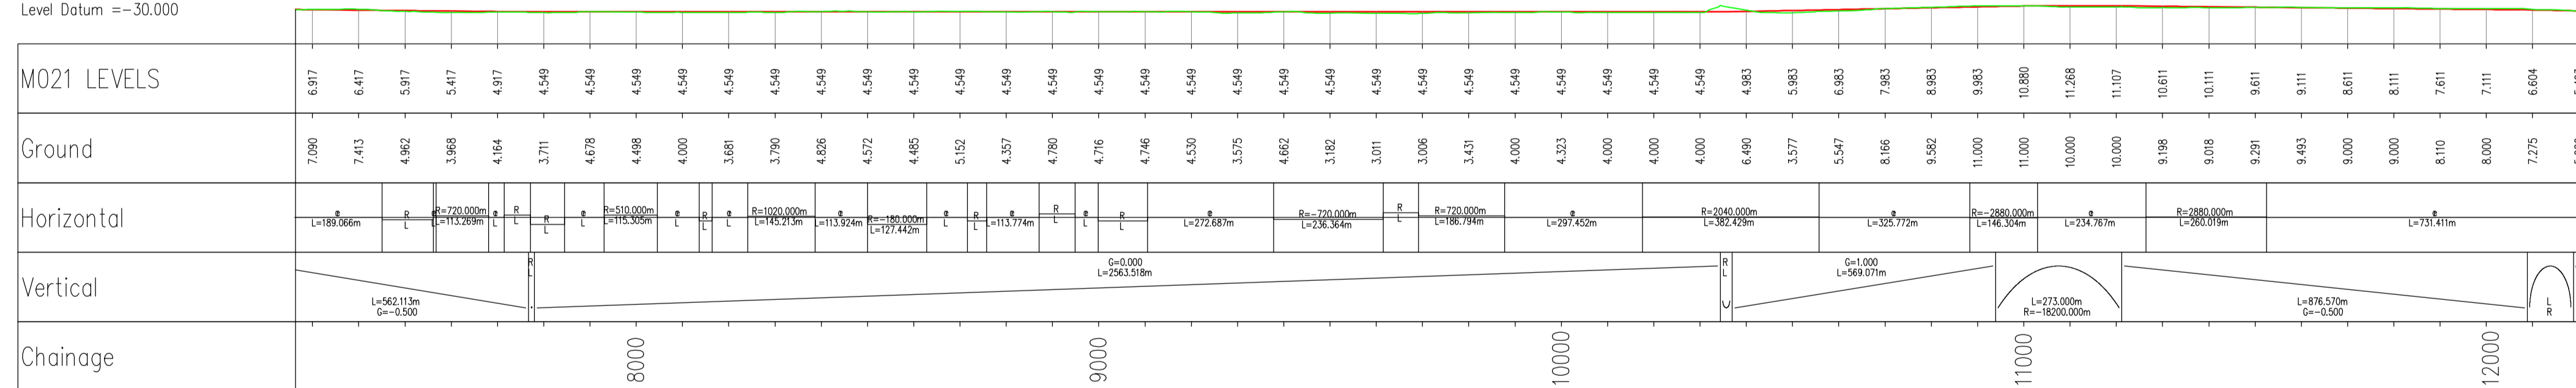 Level Datum =-30.000
MO21 LEVELS
6.917 6.417 5.917 5.417 4.917 4.549 4.549 4.549 4.549 4.549 4.549 4.549 4.549 4.549 4.549 4.549 4.549 4.549 4.549 4.549 4.549 4.549 4.549 4.549 4.549 4.549 4.549 4.549 4.549 4.549 4.549 4.983 5.983 6.983 7.983 8.983 9.983 10.880 11.268 11.107 10.611 10.111 9.611 9.111 8.611 8.111 7.611 7.111 6.604
Ground
7.090 7.413 4.962 3.968 4.164 3.711 4.678 4.498 4.000 3.681 3.790 4.826 4.572 4.485 5.152 4.357 4.780 4.716 4.746 4.530 3.575 4.662 3.182 3.011 3.006 3.431 4.000 4.323 4.000 4.000 4.000 6.490 3.577 5.547 8.166 9.582 11.000 11.000 10.000 10.000 9.198 9.018 9.291 9.493 9.000 9.000 8.110 8.000 7.275
Horizontal
L=189.066m
R
L
R=720.000m
L=113.269m
L
R
L
R
L
L
R=510.000m
L=115.305m
L
R
L
L
R=1020.000m
L=145.213m
L=113.924m
R=-180.000m
L=127.442m
L
R
L
L=113.774m
R
L
L
R
L
L=272.687m
R=-720.000m
L=236.364m
R
L
R=720.000m
L=186.794m
L=297.452m
R=2040.000m
L=382.429m
L=325.772m
R=-2880.000m
L=146.304m
L=234.767m
R=2880.000m
L=260.019m
L=731.411m
Vertical
L=562.113m
G=-0.500
R
L
G=0.000
L=2563.518m
R
L
G=1.000
L=569.071m
L=273.000m
R=-18200.000m
L=876.570m
G=-0.500
L
R
Chainage
8000 9000 10000 11000 12000